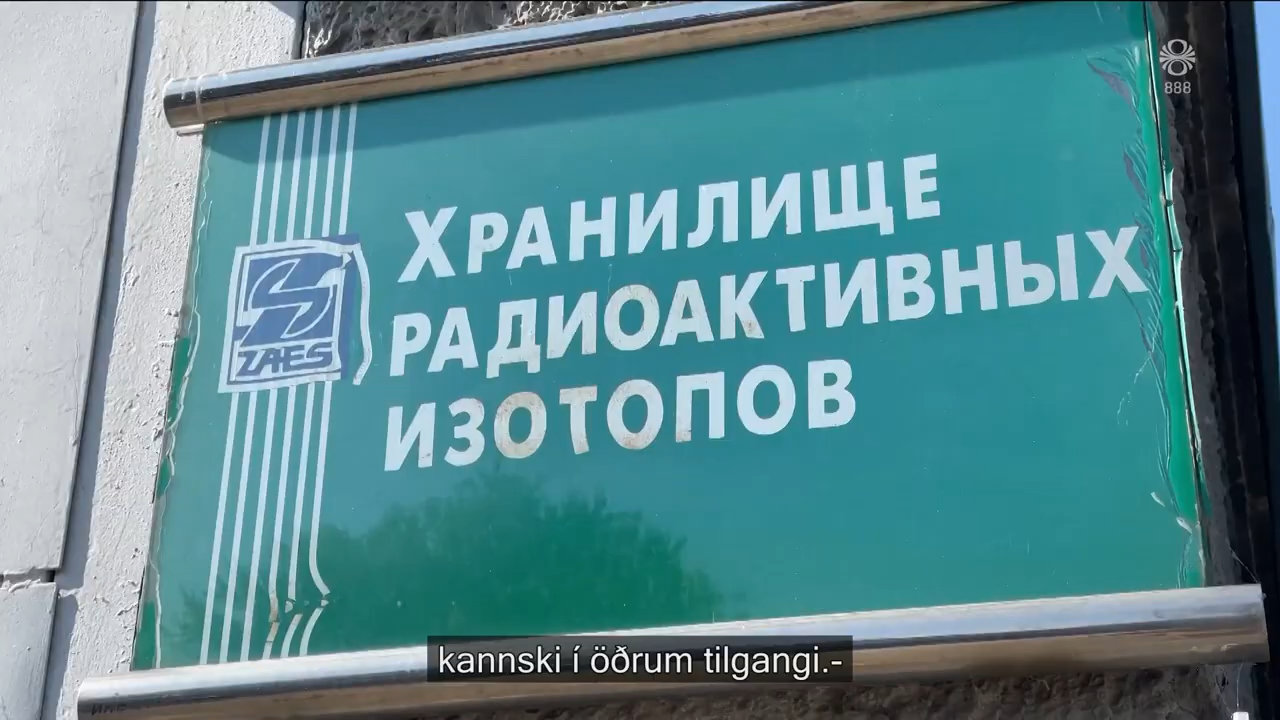 888
ХРАНИЛИЩЕ
РАДИОАКТИВНЫХ
ИЗОТОПОВ
ZAES
kannski í öðrum tilgangi.-